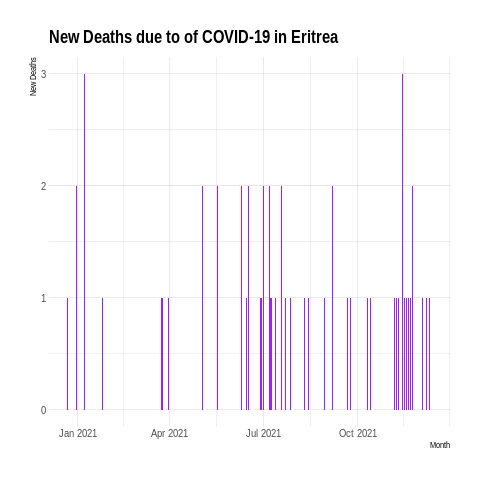 New Deaths due to of COVID-19 in Eritrea
New Deaths
3
2
1
0
Jan 2021 Apr 2021 Jul 2021 Oct 2021
Month